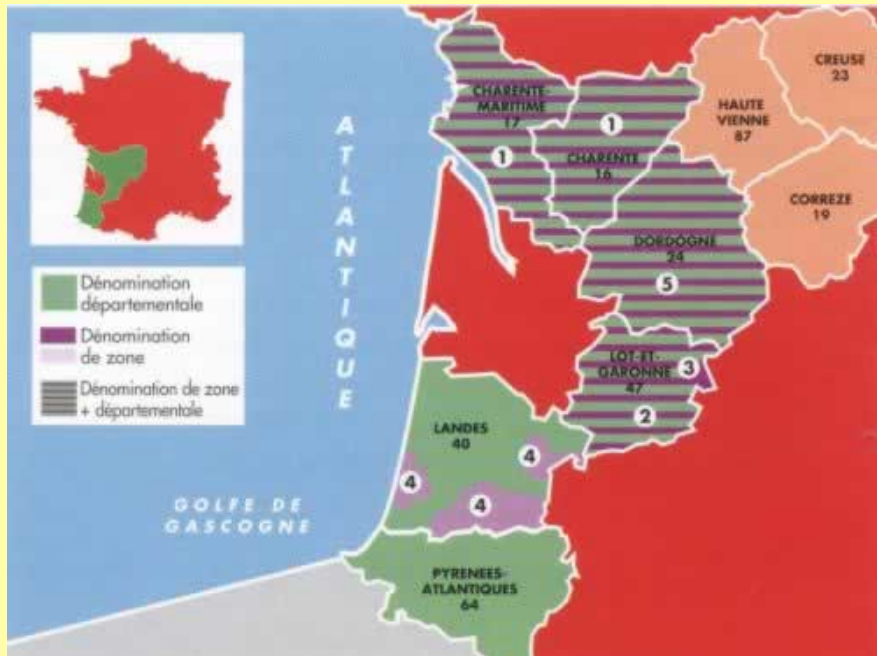 CREUSE
23
CHARENTE-
MARITIME
17
HAUTE
VIENNE
87
1
1
CHARENTE
16
CORREZE
19
ATLANTIQUE
DORDOGNE
24
5
Dénomination
départementale
Dénomination
de zone
Dénomination de zone
+ départementale
LOT-ET-
GARONNE
47
3
2
LANDES
40
4
4
4
GOLFE DE
GASCOGNE
PYRENEES-
ATLANTIQUES
64